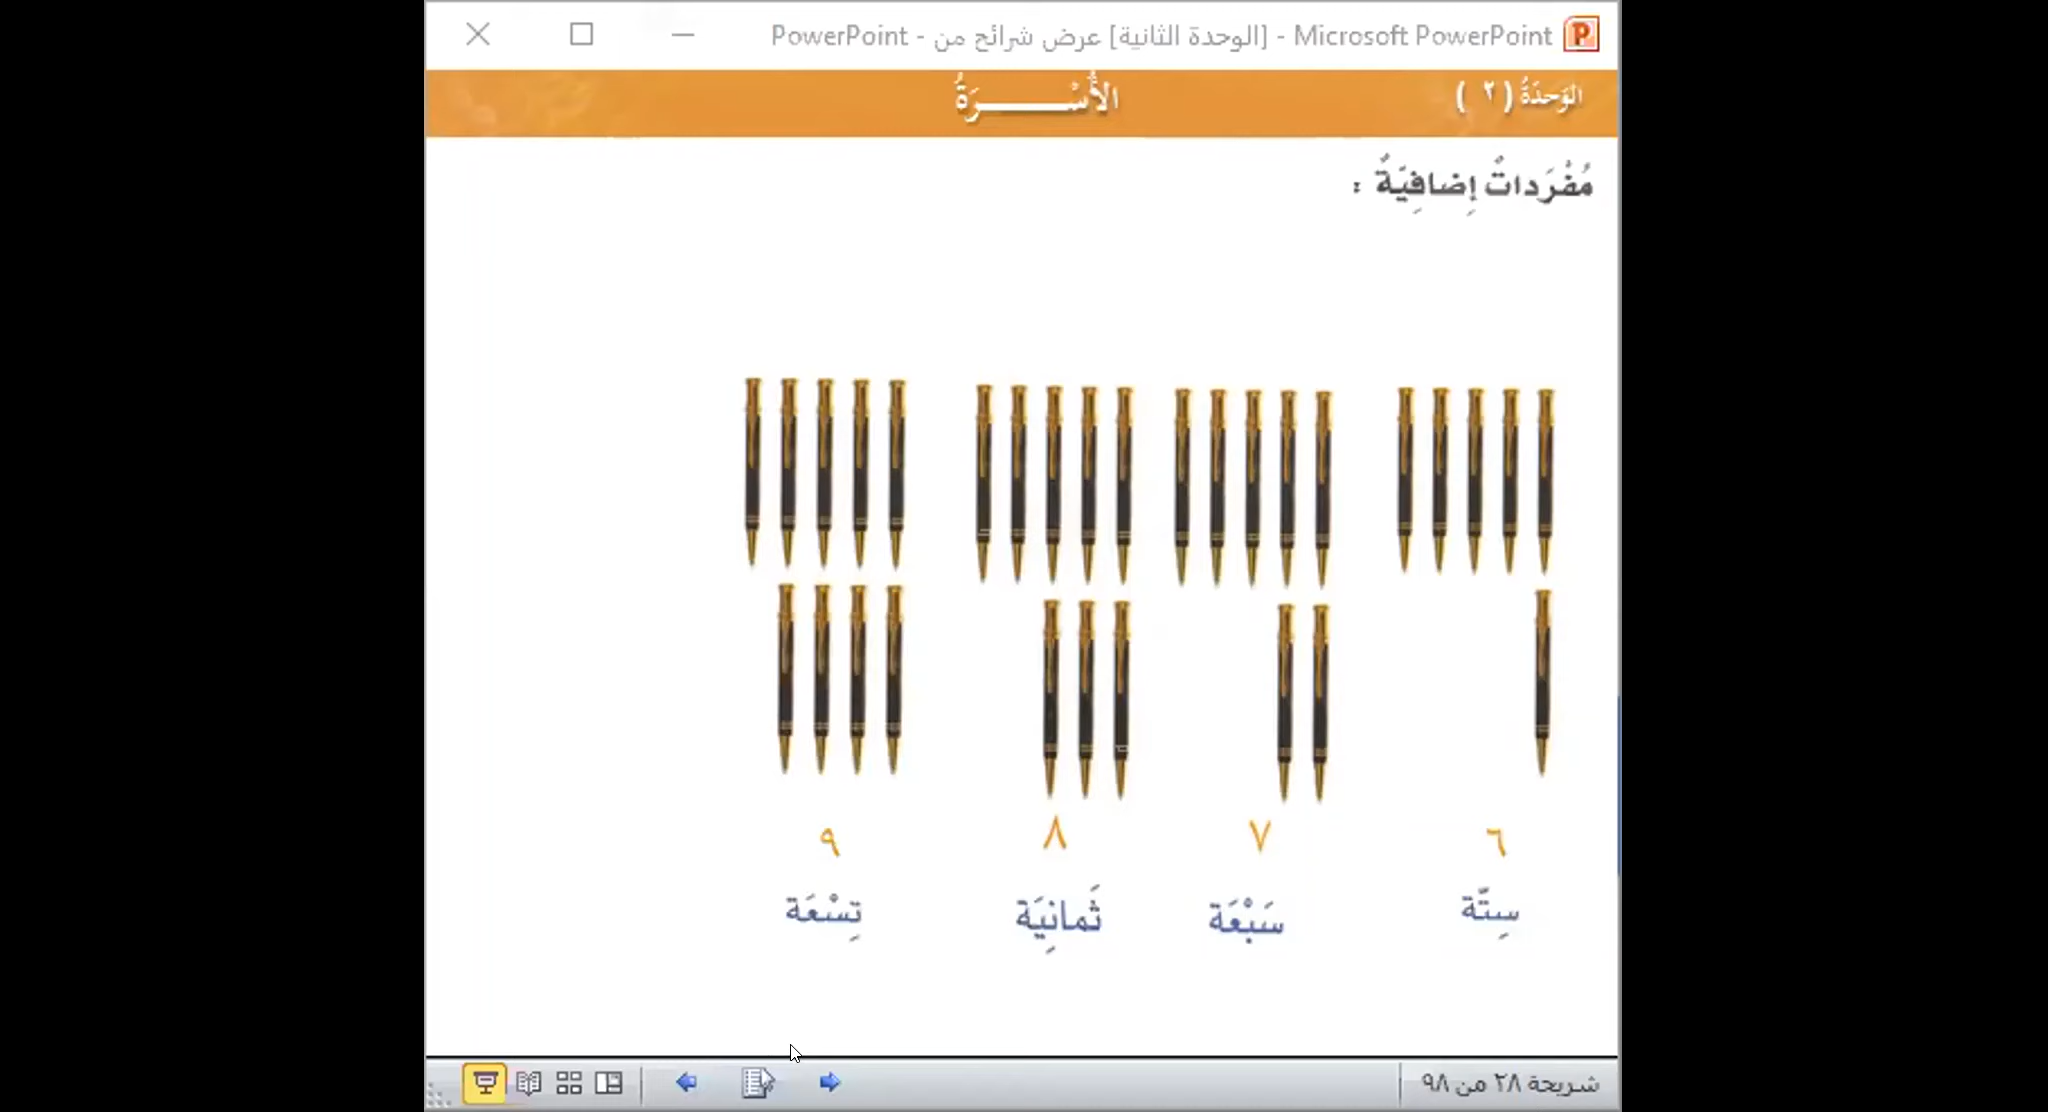 PowerPoint - عرض شرائح من [الوحدة الثانية] - Microsoft PowerPoint
الوَحدَةُ ( ٢ )
الأُسْـــــــرَةُ
مُفْرَداتٌ إِضافِيَةٌ :
٦ ٧ ٨ ٩
سِتَّة سَبْعَة ثَمانِيَة تِسْعَة
شريحة ٢٨ من ٩٨